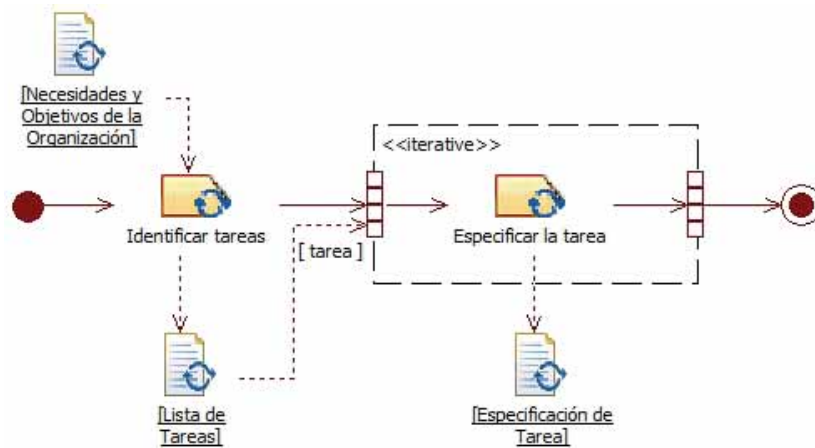 [Necesidades y
Objetivos de la
Organización]
<<iterative>>
Identificar tareas
Especificar la tarea
[ tarea ]
[Lista de
Tareas]
[Especificación de
Tarea]